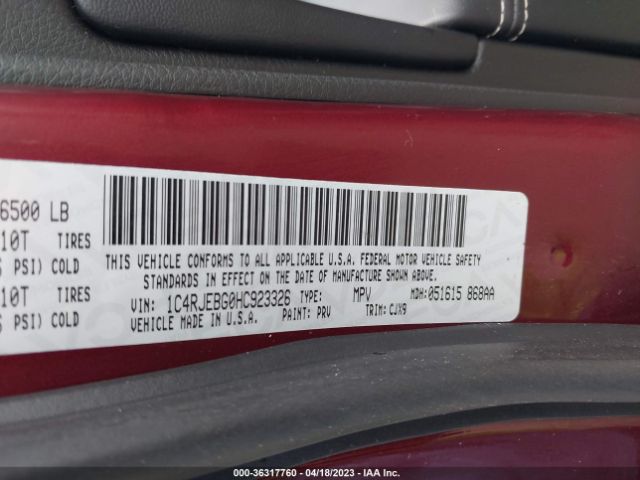 6500 LB
10T TIRES
PSI) COLD
10T TIRES
PSI) COLD
THIS VEHICLE CONFORMS TO ALL APPLICABLE U.S.A. FEDERAL MOTOR VEHICLE SAFETY
STANDARDS IN EFFECT ON THE DATE OF MANUFACTURE SHOWN ABOVE.
VIN: 1C4RJEBG0HC923326 TYPE: MPV MDH:051615 868AA
VEHICLE MADE IN U.S.A. PAINT: PRV TRIM: CJX9
000-36317760 - 04/18/2023 - IAA Inc.